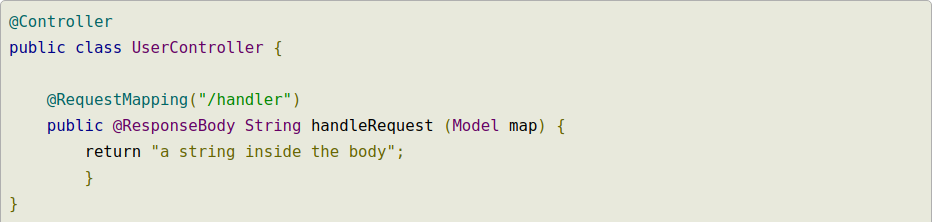 @Controller
public class UserController {
@RequestMapping("/handler")
public @ResponseBody String handleRequest (Model map) {
return "a string inside the body";
}
}